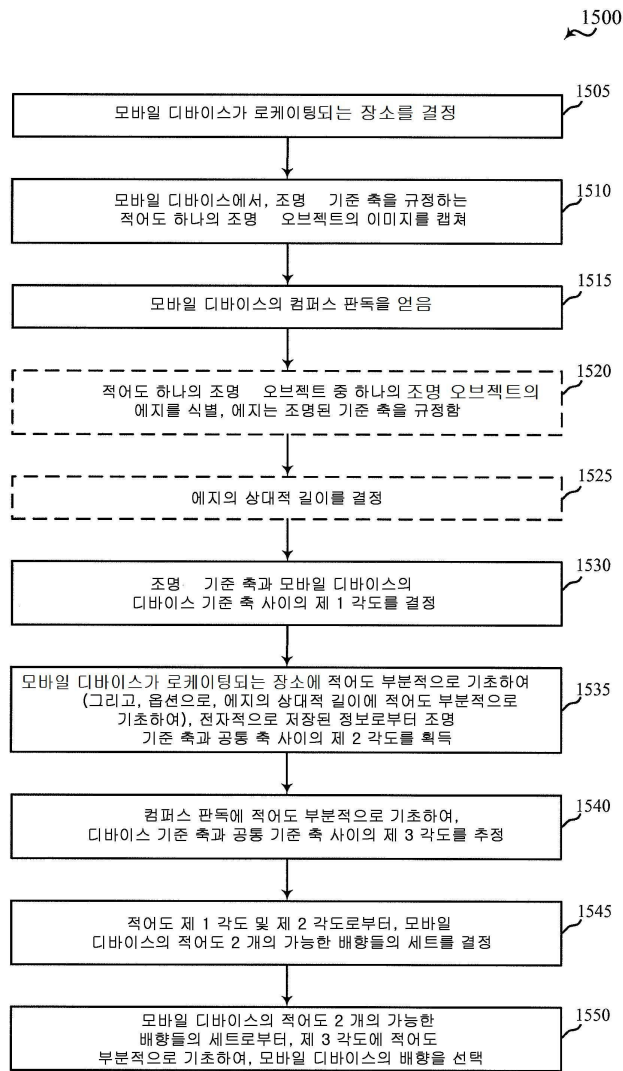 1500
모바일 디바이스가 로케이팅되는 장소를 결정
1505
모바일 디바이스에서, 조명 기준 축을 규정하는
적어도 하나의 조명 오브젝트의 이미지를 캡쳐
1510
모바일 디바이스의 컴퍼스 판독을 얻음
1515
적어도 하나의 조명 오브젝트 중 하나의 조명 오브젝트의
에지를 식별, 에지는 조명된 기준 축을 규정함
1520
에지의 상대적 길이를 결정
1525
조명 기준 축과 모바일 디바이스의
디바이스 기준 축 사이의 제 1 각도를 결정
1530
모바일 디바이스가 로케이팅되는 장소에 적어도 부분적으로 기초하여
(그리고, 옵션으로, 에지의 상대적 길이에 적어도 부분적으로
기초하여), 전자적으로 저장된 정보로부터 조명
기준 축과 공통 축 사이의 제 2 각도를 획득
1535
컴퍼스 판독에 적어도 부분적으로 기초하여,
디바이스 기준 축과 공통 기준 축 사이의 제 3 각도를 추정
1540
적어도 제 1 각도 및 제 2 각도로부터, 모바일
디바이스의 적어도 2 개의 가능한 배향들의 세트를 결정
1545
모바일 디바이스의 적어도 2 개의 가능한
배향들의 세트로부터, 제 3 각도에 적어도
부분적으로 기초하여, 모바일 디바이스의 배향을 선택
1550